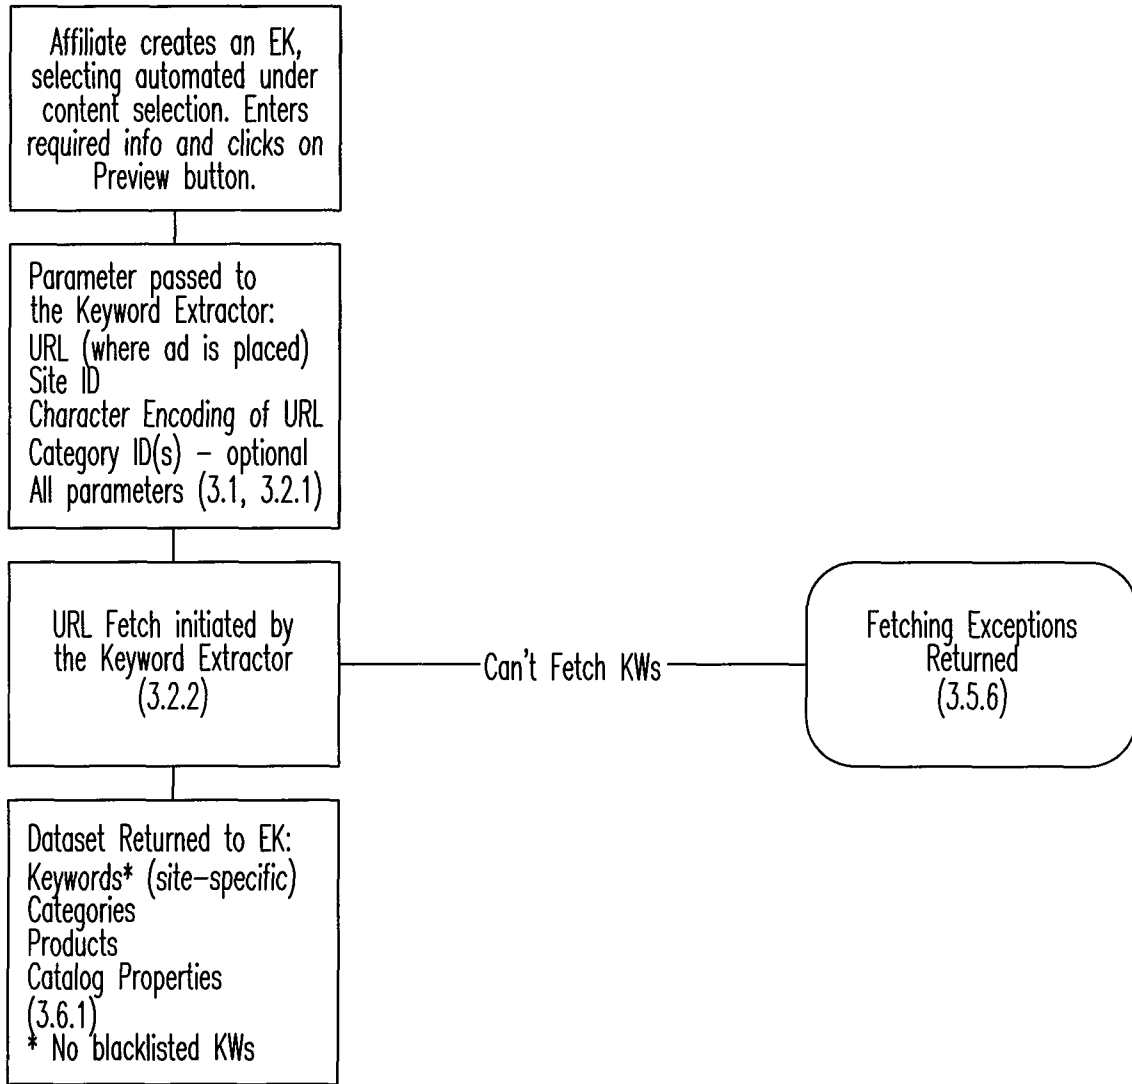 Affiliate creates an EK,
selecting automated under
content selection. Enters
required info and clicks on
Preview button.
Parameter passed to
the Keyword Extractor:
URL (where ad is placed)
Site ID
Character Encoding of URL
Category ID(s) – optional
All parameters (3.1, 3.2.1)
URL Fetch initiated by
the Keyword Extractor
(3.2.2)
Can't Fetch KWs
Fetching Exceptions
Returned
(3.5.6)
Dataset Returned to EK:
Keywords* (site–specific)
Categories
Products
Catalog Properties
(3.6.1)
* No blacklisted KWs